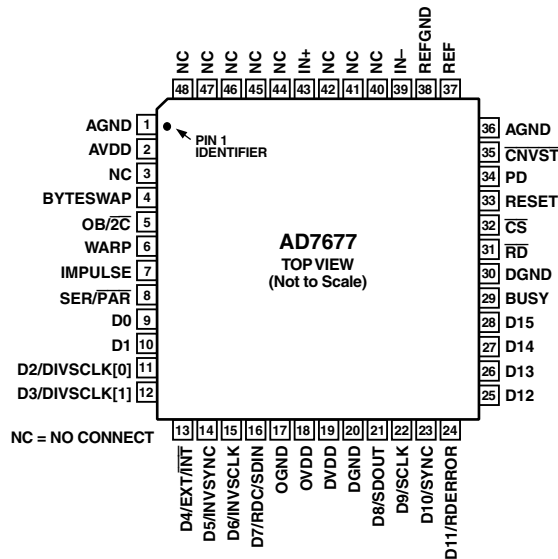 NC
NC
NC
NC
NC
IN+
NC
NC
NC
IN–
REFGND
REF
48 47 46 45 44 43 42 41 40 39 38 37
AGND 1
AVDD 2
NC 3
BYTESWAP 4
OB/2C 5
WARP 6
IMPULSE 7
SER/PAR 8
D0 9
D1 10
D2/DIVSCLK[0] 11
D3/DIVSCLK[1] 12
PIN 1
IDENTIFIER
AD7677
TOP VIEW
(Not to Scale)
36 AGND
35 CNVST
34 PD
33 RESET
32 CS
31 RD
30 DGND
29 BUSY
28 D15
27 D14
26 D13
25 D12
NC = NO CONNECT
13 14 15 16 17 18 19 20 21 22 23 24
D4/EXT/INT
D5/INVSYNC
D6/INVSCLK
D7/RDC/SDIN
OGND
OVDD
DVDD
DGND
D8/SDOUT
D9/SCLK
D10/SYNC
D11/RDERROR